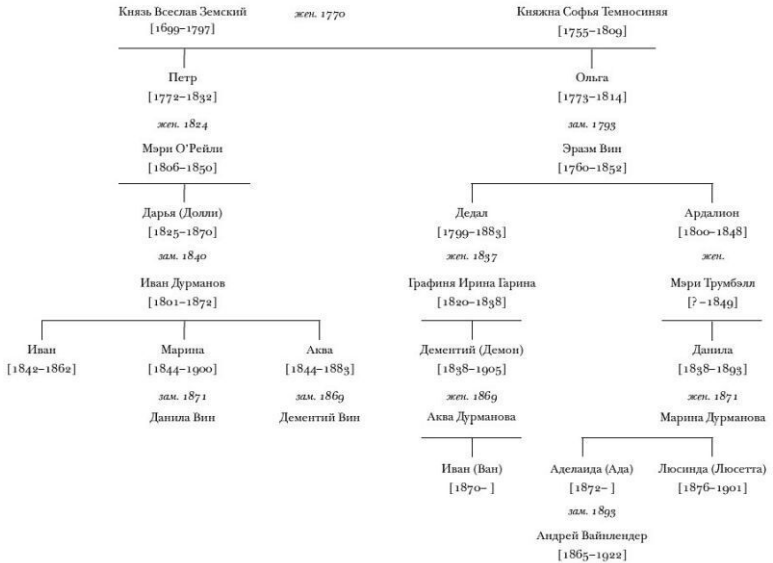 Князь Всеслав Земский
[1699–1797]
жен. 1770
Княжна Софья Темносиняя
[1755–1809]
Петр
[1772–1832]
жен. 1824
Мэри О'Рейли
[1806–1850]
Ольга
[1773–1814]
зам. 1793
Эразм Вин
[1760–1852]
Дарья (Долли)
[1825–1870]
зам. 1840
Иван Дурманов
[1801–1872]
Дедал
[1799–1883]
жен. 1837
Графиня Ирина Гарина
[1820–1838]
Ардалион
[1800–1848]
жен.
Мэри Трумбэлл
[?–1849]
Иван
[1842–1862]
Марина
[1844–1900]
зам. 1871
Данила Вин
Аква
[1844–1883]
зам. 1869
Дементий Вин
Дементий (Демон)
[1838–1905]
жен. 1869
Аква Дурманова
Данила
[1838–1893]
жен. 1871
Марина Дурманова
Иван (Ван)
[1870– ]
Аделаида (Ада)
[1872– ]
зам. 1893
Андрей Вайнлендер
[1865–1922]
Люсинда (Люсетта)
[1876–1901]